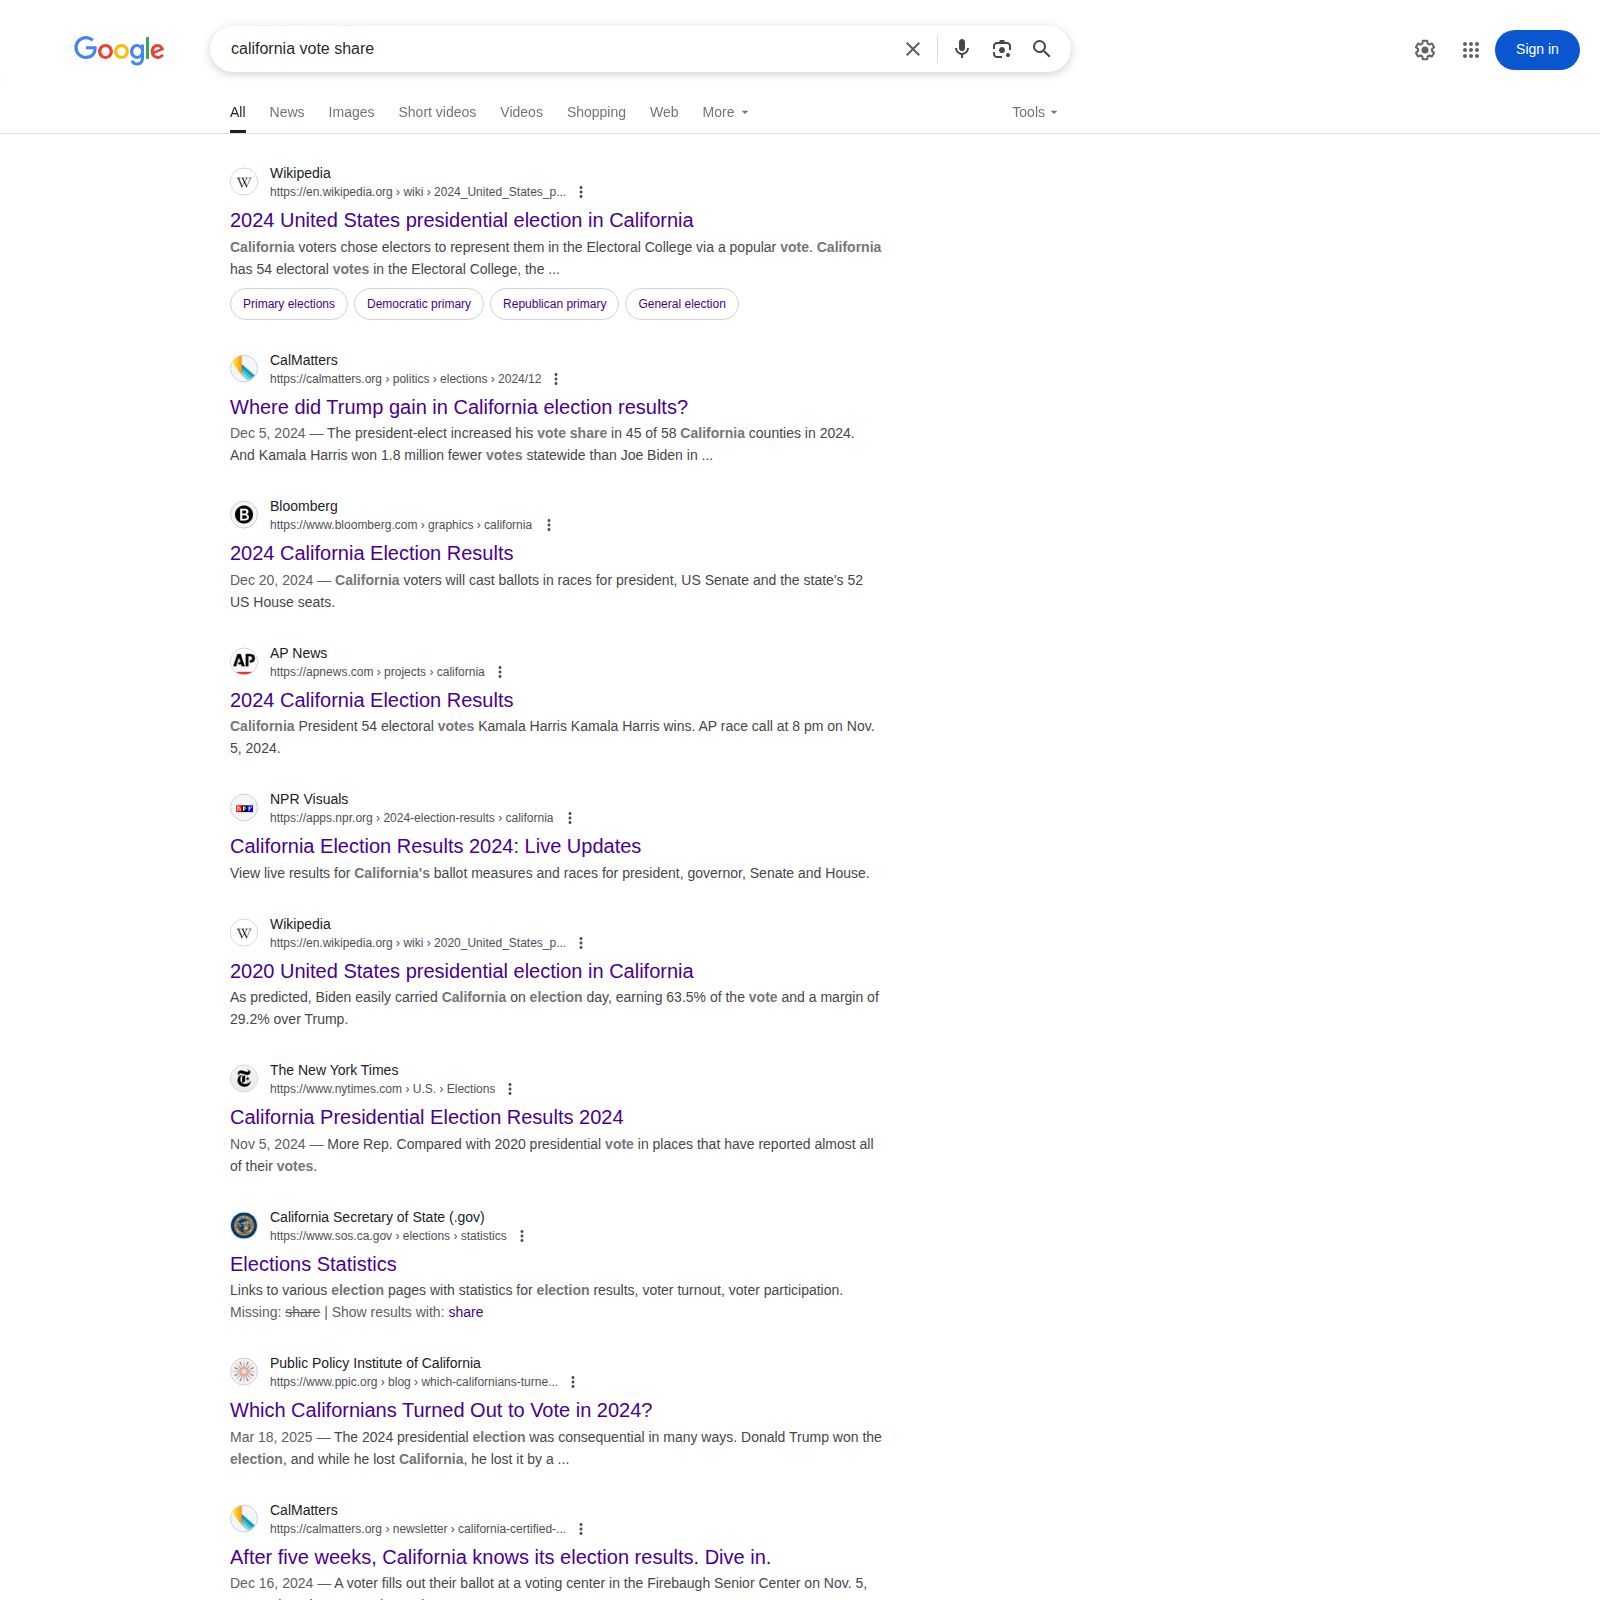 Google
california vote share
Sign in
All News Images Short videos Videos Shopping Web More Tools
W
Wikipedia
https://en.wikipedia.org › wiki › 2024_United_States_p...
2024 United States presidential election in California
California voters chose electors to represent them in the Electoral College via a popular vote. California
has 54 electoral votes in the Electoral College, the ...
Primary elections Democratic primary Republican primary General election
CalMatters
https://calmatters.org › politics › elections › 2024/12
Where did Trump gain in California election results?
Dec 5, 2024 — The president-elect increased his vote share in 45 of 58 California counties in 2024.
And Kamala Harris won 1.8 million fewer votes statewide than Joe Biden in ...
B
Bloomberg
https://www.bloomberg.com › graphics › california
2024 California Election Results
Dec 20, 2024 — California voters will cast ballots in races for president, US Senate and the state's 52
US House seats.
AP
AP News
https://apnews.com › projects › california
2024 California Election Results
California President 54 electoral votes Kamala Harris Kamala Harris wins. AP race call at 8 pm on Nov.
5, 2024.
NPR Visuals
https://apps.npr.org › 2024-election-results › california
California Election Results 2024: Live Updates
View live results for California's ballot measures and races for president, governor, Senate and House.
W
Wikipedia
https://en.wikipedia.org › wiki › 2020_United_States_p...
2020 United States presidential election in California
As predicted, Biden easily carried California on election day, earning 63.5% of the vote and a margin of
29.2% over Trump.
T
The New York Times
https://www.nytimes.com › U.S. › Elections
California Presidential Election Results 2024
Nov 5, 2024 — More Rep. Compared with 2020 presidential vote in places that have reported almost all
of their votes.
California Secretary of State (.gov)
https://www.sos.ca.gov › elections › statistics
Elections Statistics
Links to various election pages with statistics for election results, voter turnout, voter participation.
Missing: share | Show results with: share
Public Policy Institute of California
https://www.ppic.org › blog › which-californians-turne...
Which Californians Turned Out to Vote in 2024?
Mar 18, 2025 — The 2024 presidential election was consequential in many ways. Donald Trump won the
election, and while he lost California, he lost it by a ...
CalMatters
https://calmatters.org › newsletter › california-certified-...
After five weeks, California knows its election results. Dive in.
Dec 16, 2024 — A voter fills out their ballot at a voting center in the Firebaugh Senior Center on Nov. 5,